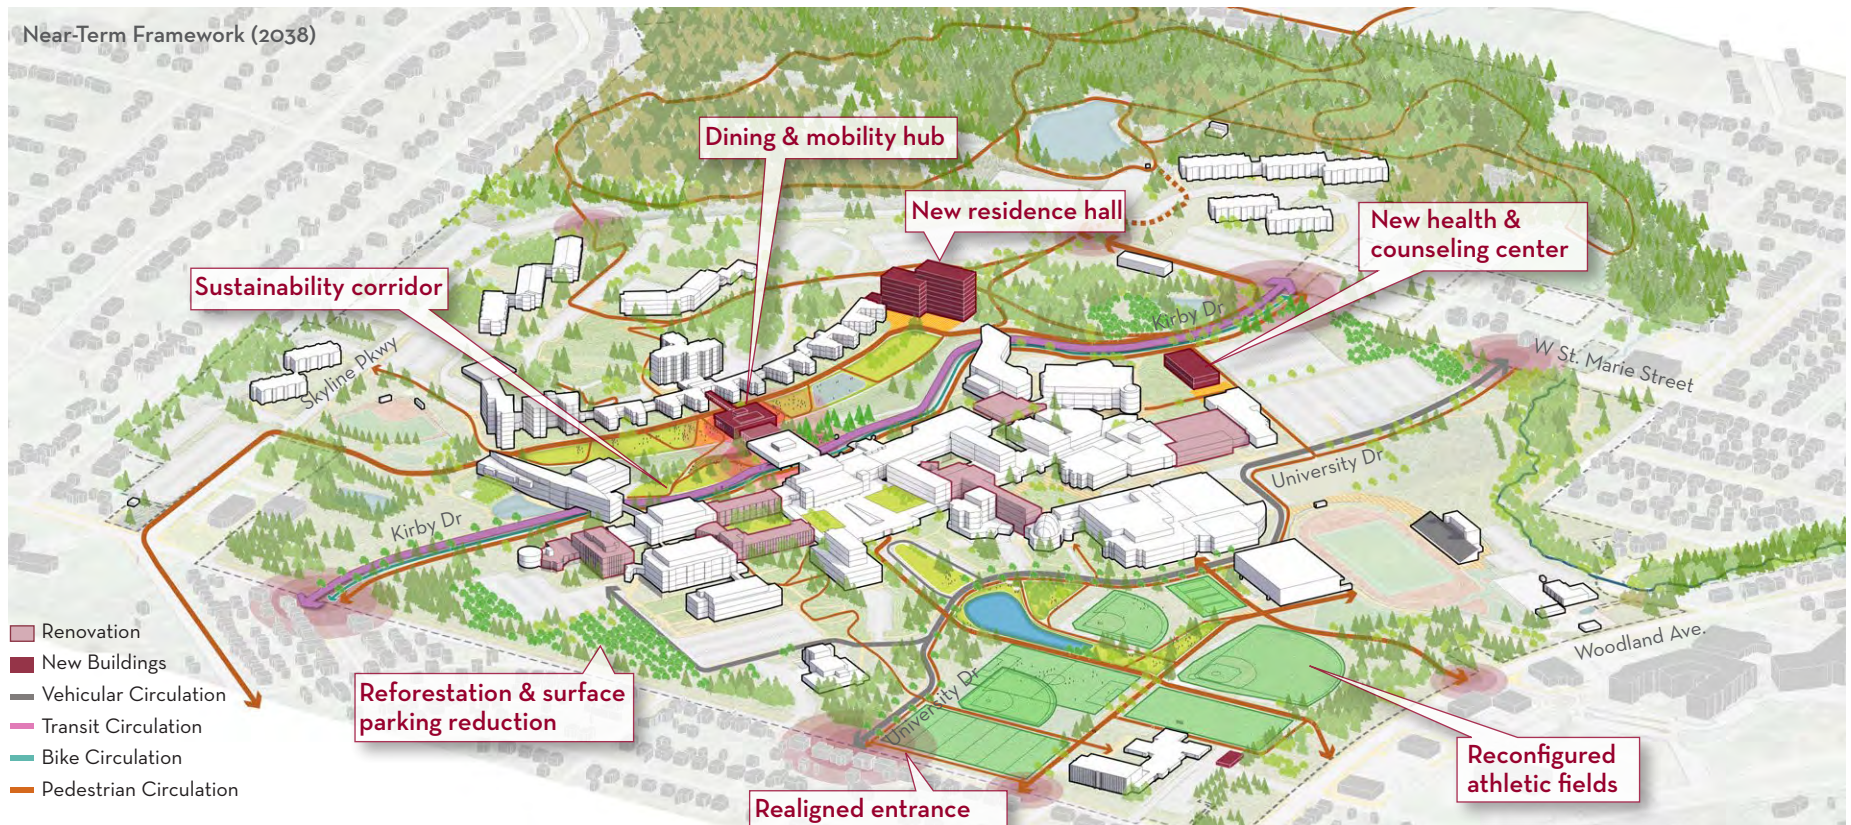 Near-Term Framework (2038)
Dining & mobility hub
New residence hall
New health &
counseling center
Sustainability corridor
Kirby Dr
Skyline Pkwy
W St. Marie Street
University Dr
Kirby Dr
Woodland Ave.
University Dr
Renovation
New Buildings
Vehicular Circulation
Transit Circulation
Bike Circulation
Pedestrian Circulation
Reforestation & surface
parking reduction
Realigned entrance
Reconfigured
athletic fields